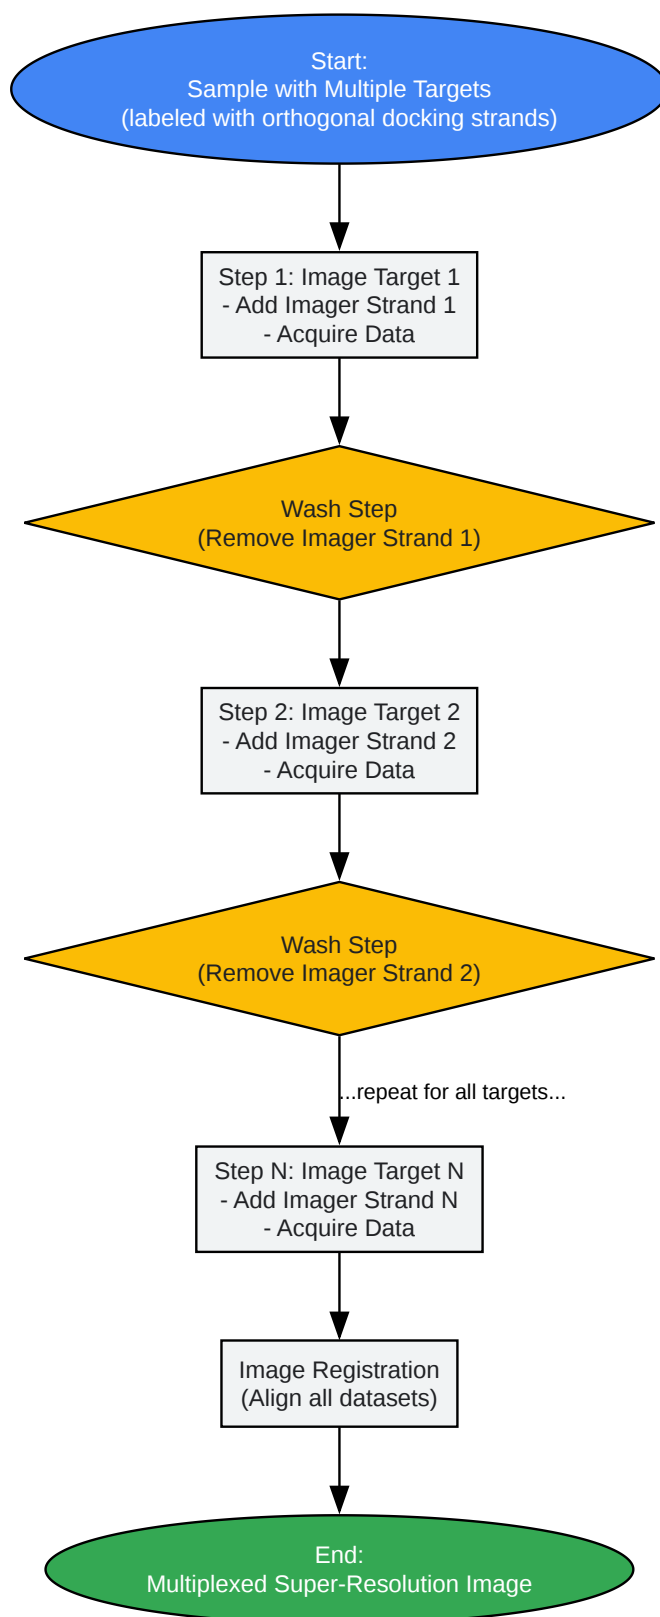 Start:
Sample with Multiple Targets
(labeled with orthogonal docking strands)
Step 1: Image Target 1
- Add Imager Strand 1
- Acquire Data
Wash Step
(Remove Imager Strand 1)
Step 2: Image Target 2
- Add Imager Strand 2
- Acquire Data
Wash Step
(Remove Imager Strand 2)
...repeat for all targets...
Step N: Image Target N
- Add Imager Strand N
- Acquire Data
Image Registration
(Align all datasets)
End:
Multiplexed Super-Resolution Image